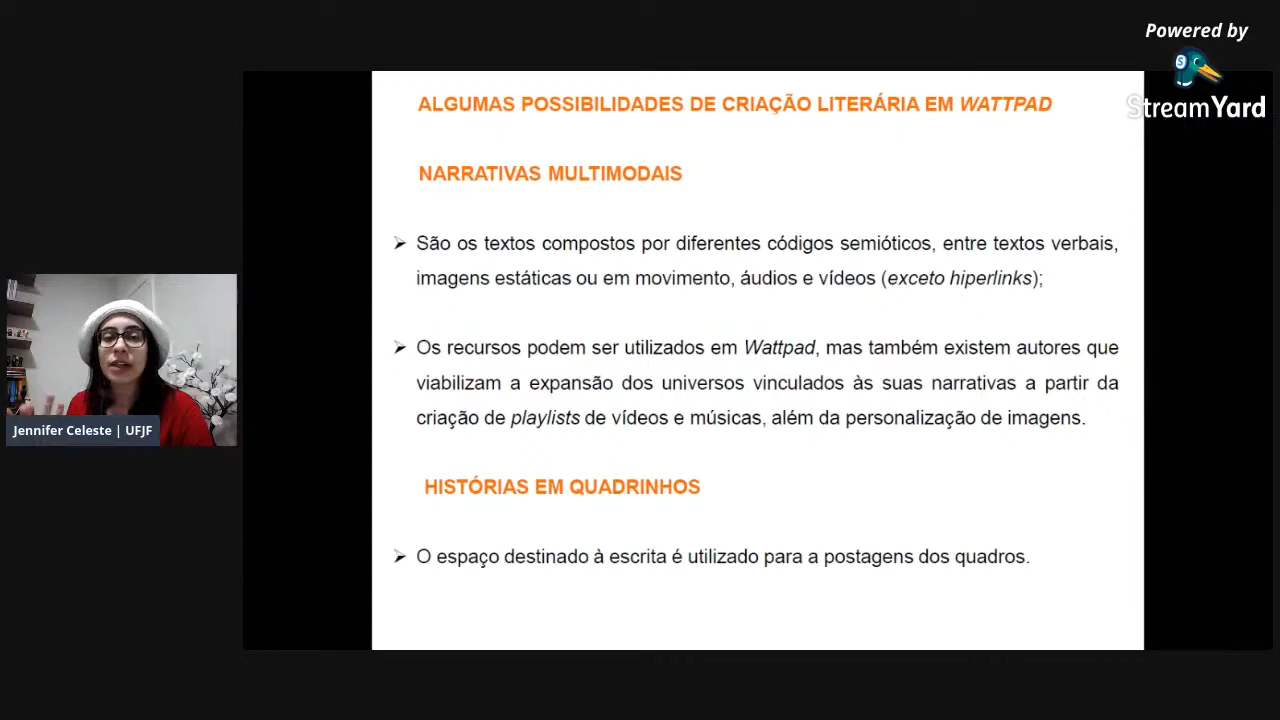 Powered by
StreamYard
ALGUMAS POSSIBILIDADES DE CRIAÇÃO LITERÁRIA EM WATTPAD
NARRATIVAS MULTIMODAIS
➢ São os textos compostos por diferentes códigos semióticos, entre textos verbais,
imagens estáticas ou em movimento, áudios e vídeos (exceto hiperlinks);
➢ Os recursos podem ser utilizados em Wattpad, mas também existem autores que
viabilizam a expansão dos universos vinculados às suas narrativas a partir da
criação de playlists de vídeos e músicas, além da personalização de imagens.
HISTÓRIAS EM QUADRINHOS
➢ O espaço destinado à escrita é utilizado para a postagens dos quadros.
Jennifer Celeste | UFJF